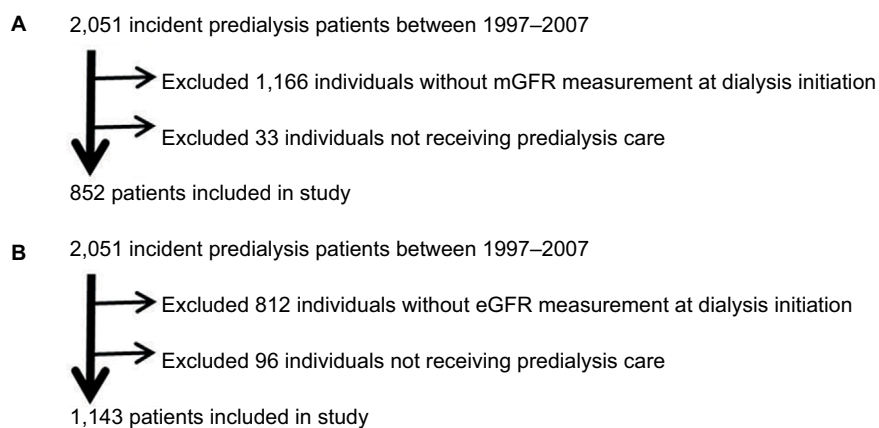 A
2,051 incident predialysis patients between 1997–2007
Excluded 1,166 individuals without mGFR measurement at dialysis initiation
Excluded 33 individuals not receiving predialysis care
852 patients included in study
B
2,051 incident predialysis patients between 1997–2007
Excluded 812 individuals without eGFR measurement at dialysis initiation
Excluded 96 individuals not receiving predialysis care
1,143 patients included in study